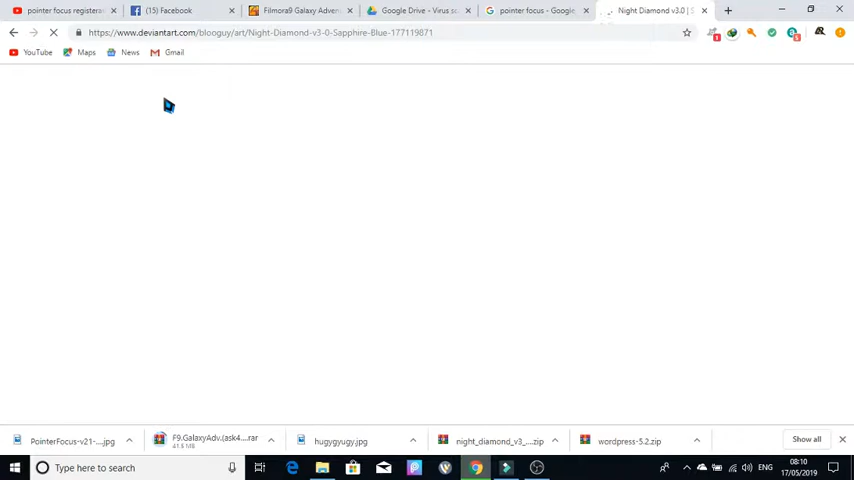 pointer focus registera
(15) Facebook
Filmora9 Galaxy Adven
Google Drive - Virus sc
pointer focus - Google
Night Diamond v3.0 | S
https://www.deviantart.com/blooguy/art/Night-Diamond-v3-0-Sapphire-Blue-177119871
YouTube
Maps
News
Gmail
PointerFocus-v21-....jpg
F9.GalaxyAdv.(ask4....rar
41.5 MB
hugygyugy.jpg
night_diamond_v3_....zip
wordpress-5.2.zip
Show all
Type here to search
ENG
08:10
17/05/2019